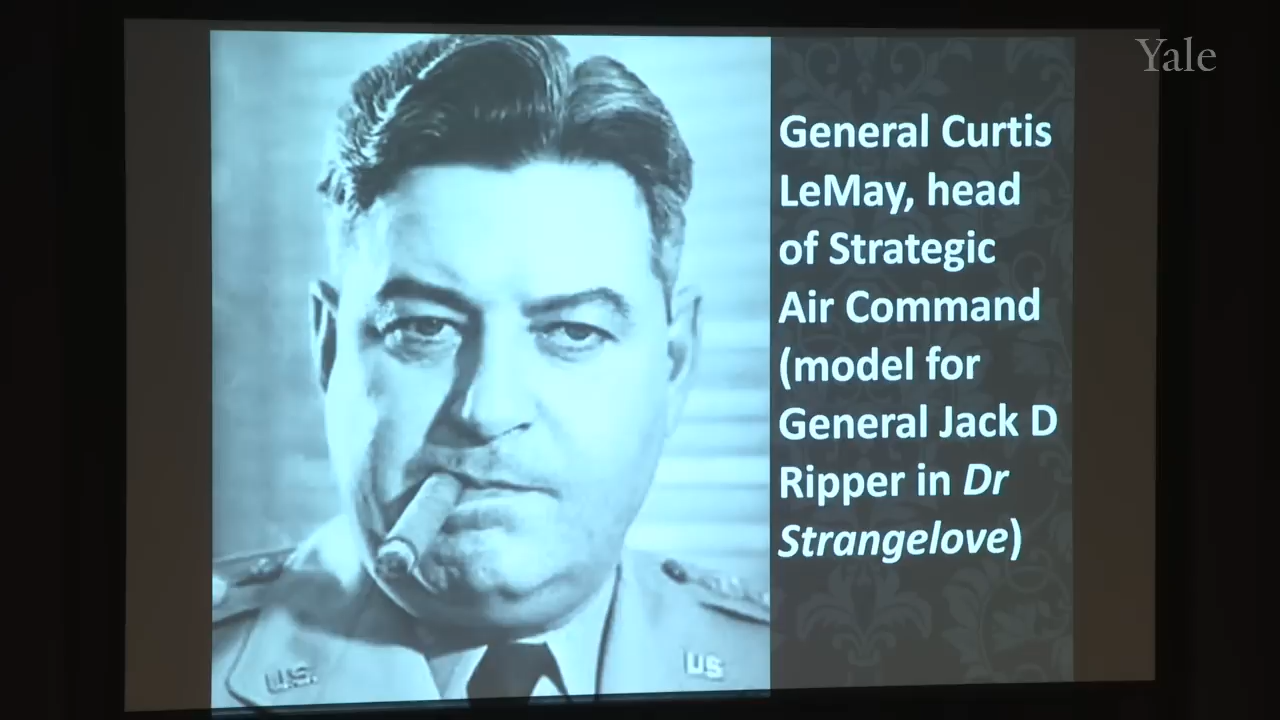 Yale
General Curtis
LeMay, head
of Strategic
Air Command
(model for
General Jack D
Ripper in Dr
Strangelove)
U.S.
US